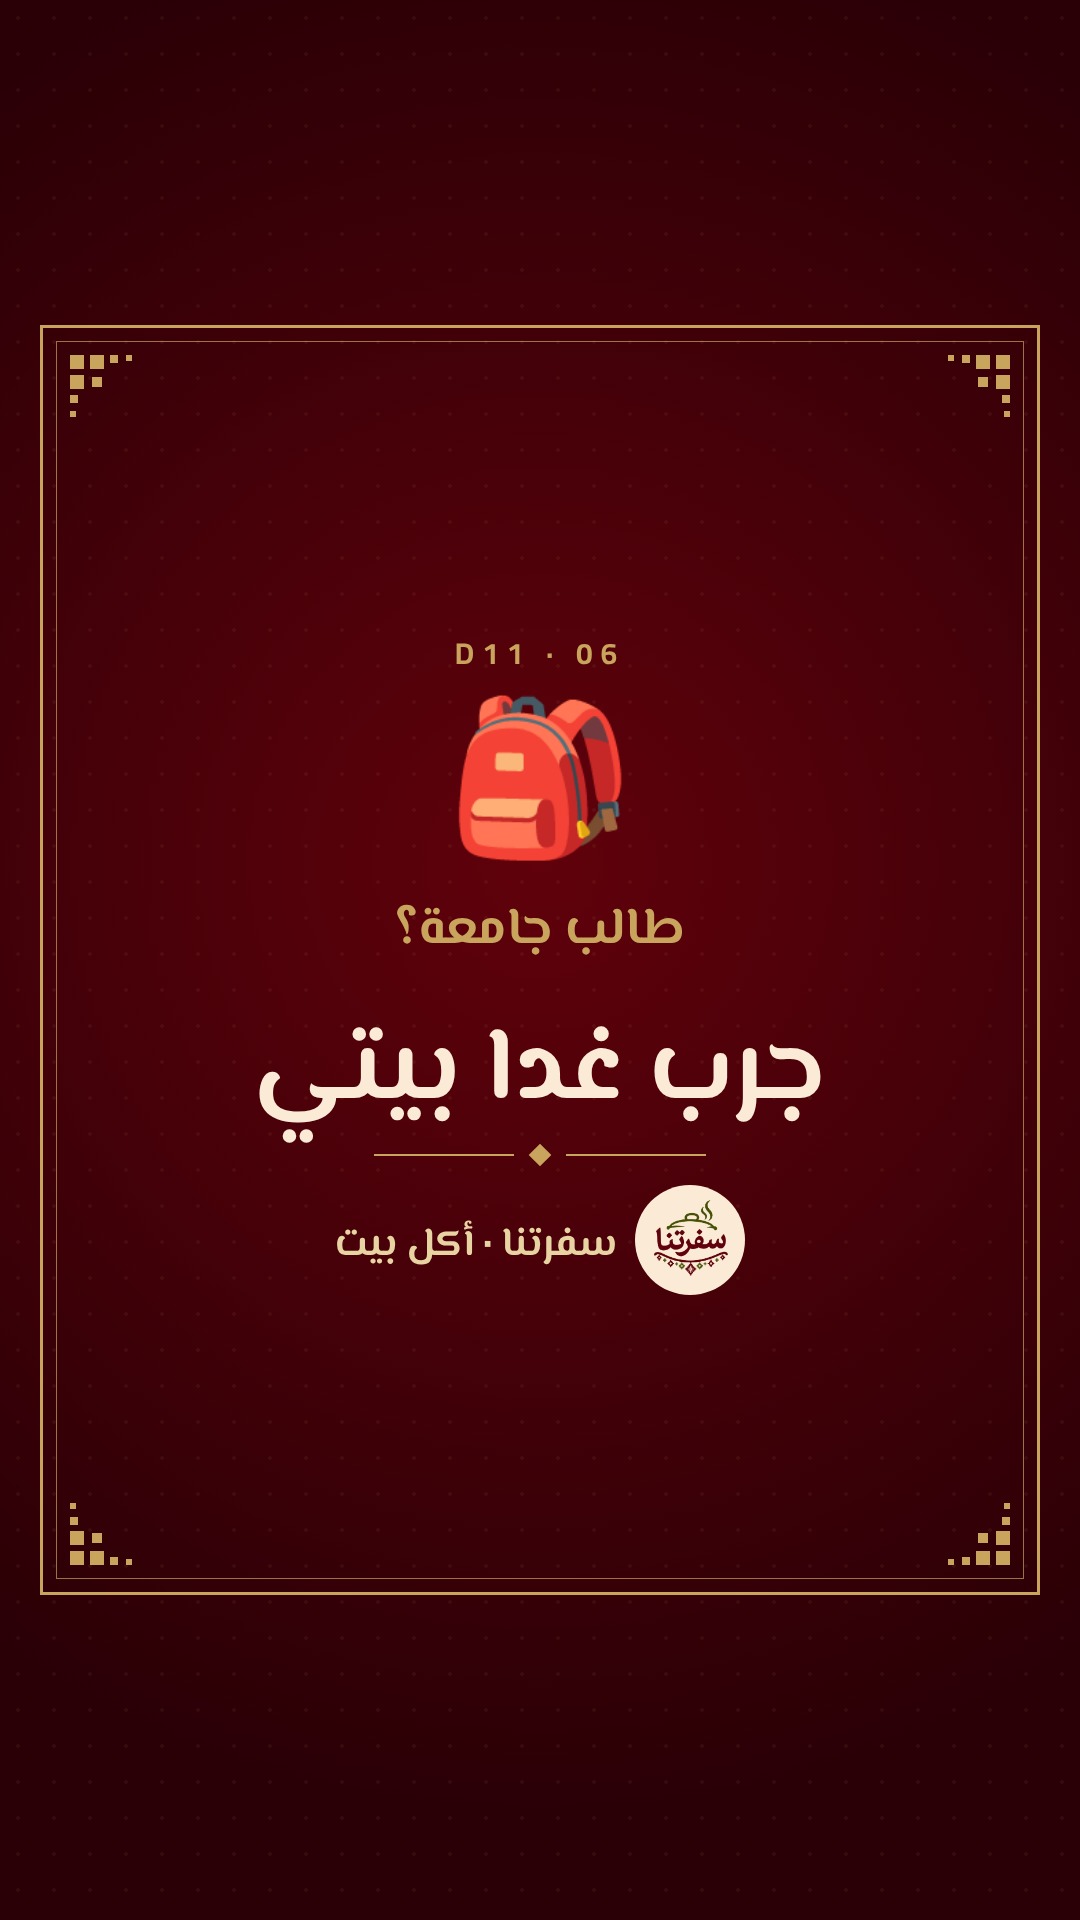 D11 · 06
طالب جامعة؟
جرب غدا بيتي
سفرتنا
سفرتنا · أكل بيت